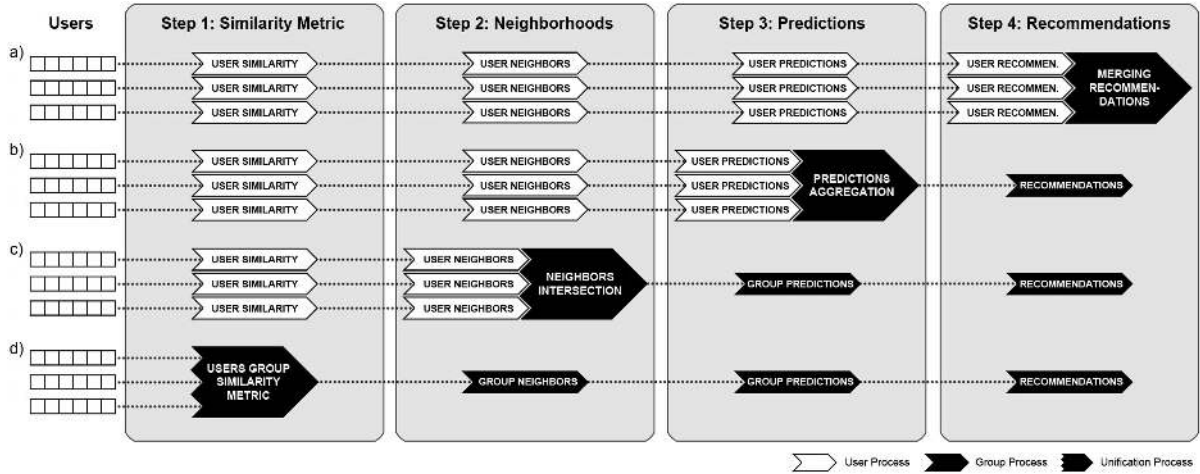 Users Step 1: Similarity Metric Step 2: Neighborhoods Step 3: Predictions Step 4: Recommendations
a)
USER SIMILARITY USER NEIGHBORS USER PREDICTIONS USER RECOMMEN.
USER SIMILARITY USER NEIGHBORS USER PREDICTIONS USER RECOMMEN.
USER SIMILARITY USER NEIGHBORS USER PREDICTIONS USER RECOMMEN.
MERGING
RECOMMEN-
DATIONS
b)
USER SIMILARITY USER NEIGHBORS USER PREDICTIONS
USER SIMILARITY USER NEIGHBORS USER PREDICTIONS
USER SIMILARITY USER NEIGHBORS USER PREDICTIONS
PREDICTIONS
AGGREGATION
RECOMMENDATIONS
c)
USER SIMILARITY USER NEIGHBORS
USER SIMILARITY USER NEIGHBORS
USER SIMILARITY USER NEIGHBORS
NEIGHBORS
INTERSECTION
GROUP PREDICTIONS RECOMMENDATIONS
d)
USERS GROUP
SIMILARITY
METRIC
GROUP NEIGHBORS GROUP PREDICTIONS RECOMMENDATIONS
User Process Group Process Unification Process